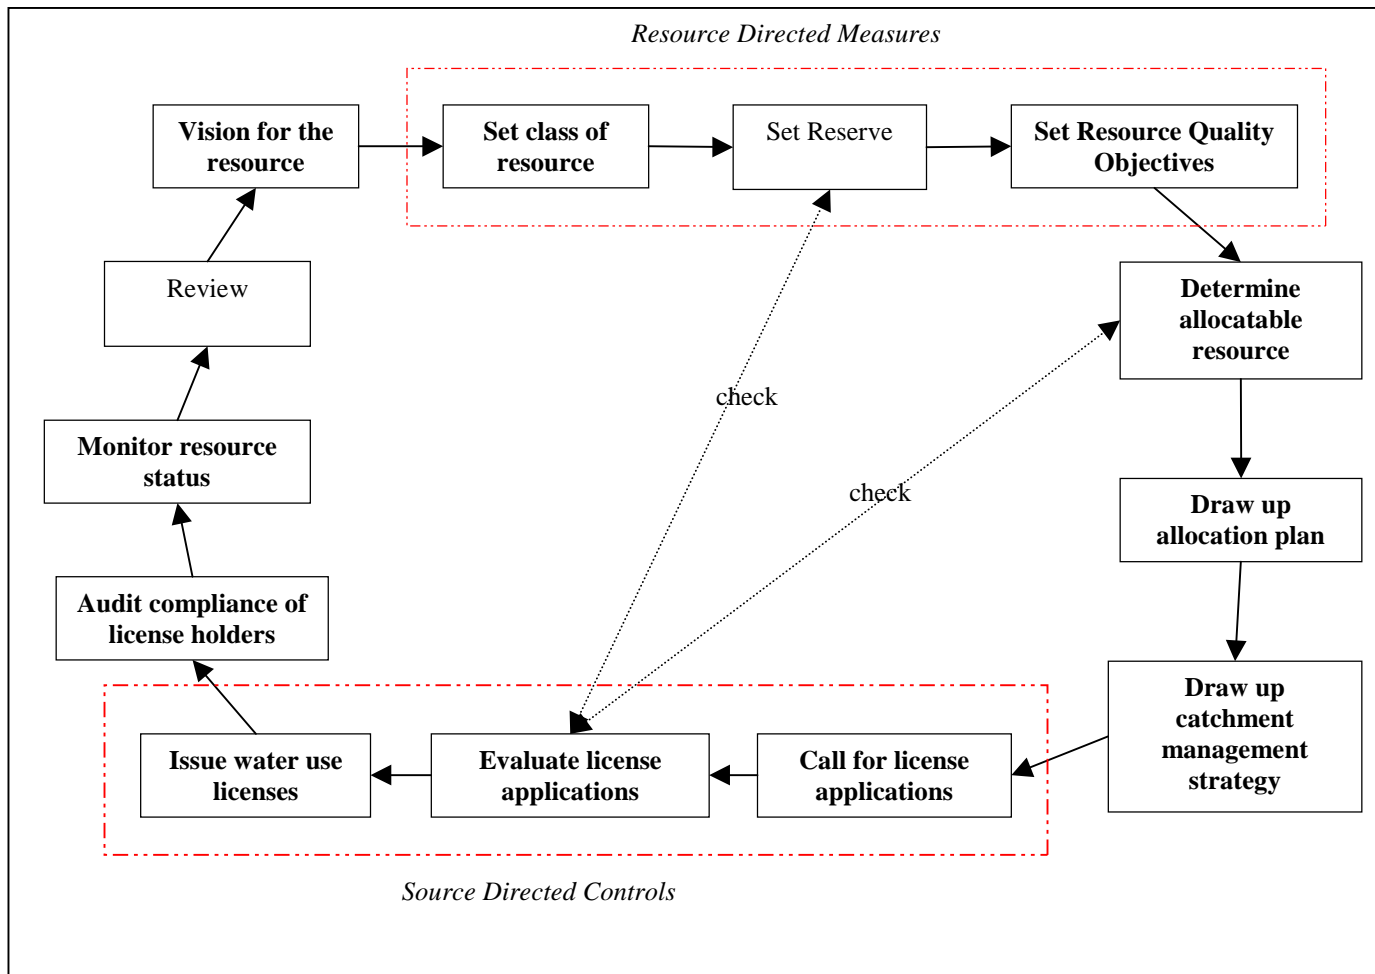 Resource Directed Measures
Vision for the
resource
Set class of
resource
Set Reserve
Set Resource Quality
Objectives
Review
Determine
allocatable
resource
check
Monitor resource
status
check
Draw up
allocation plan
Audit compliance of
license holders
Draw up
catchment
management
strategy
Issue water use
licenses
Evaluate license
applications
Call for license
applications
Source Directed Controls